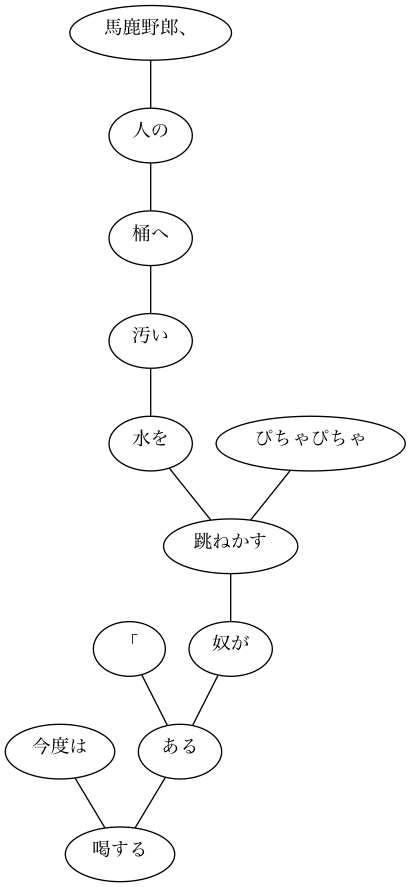 馬鹿野郎、
人の
桶へ
汚い
水を
ぴちゃぴちゃ
跳ねかす
「
奴が
今度は
ある
喝する